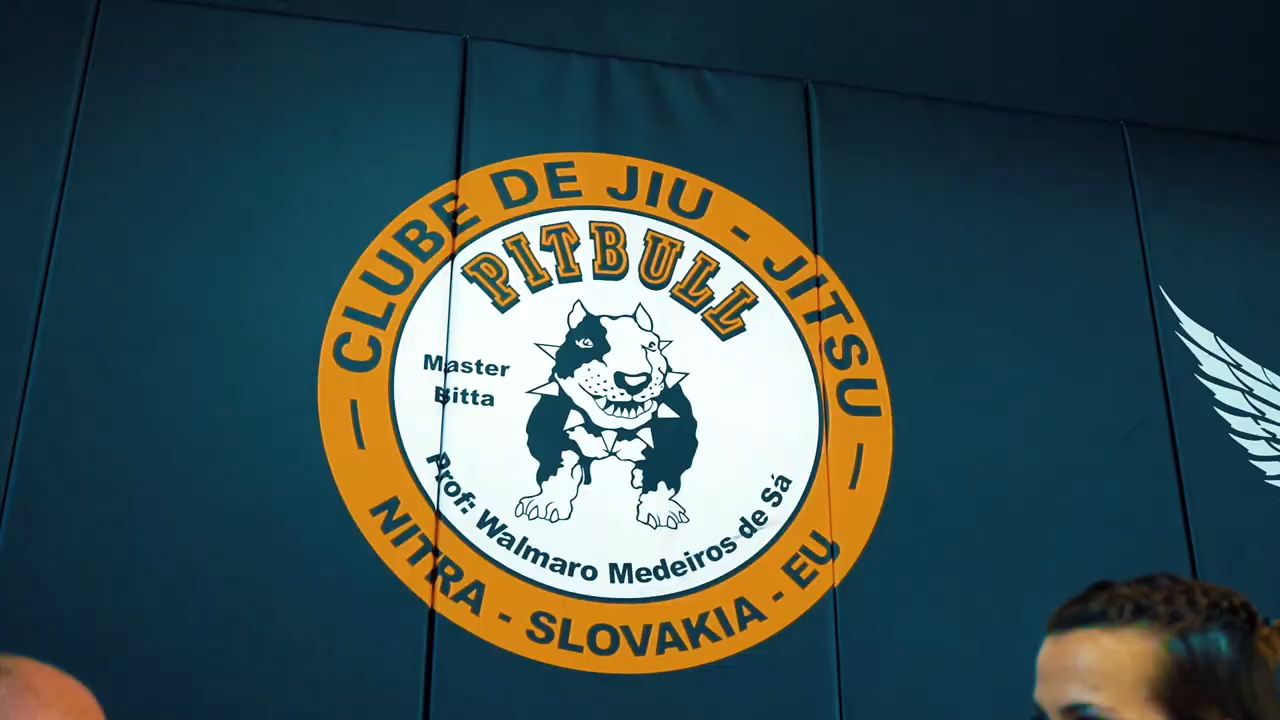 CLUBE DE JIU - JITSU
PITBULL
Master
Bitta
Prof: Walmaro Medeiros de Sá
NITRA - SLOVAKIA - EU